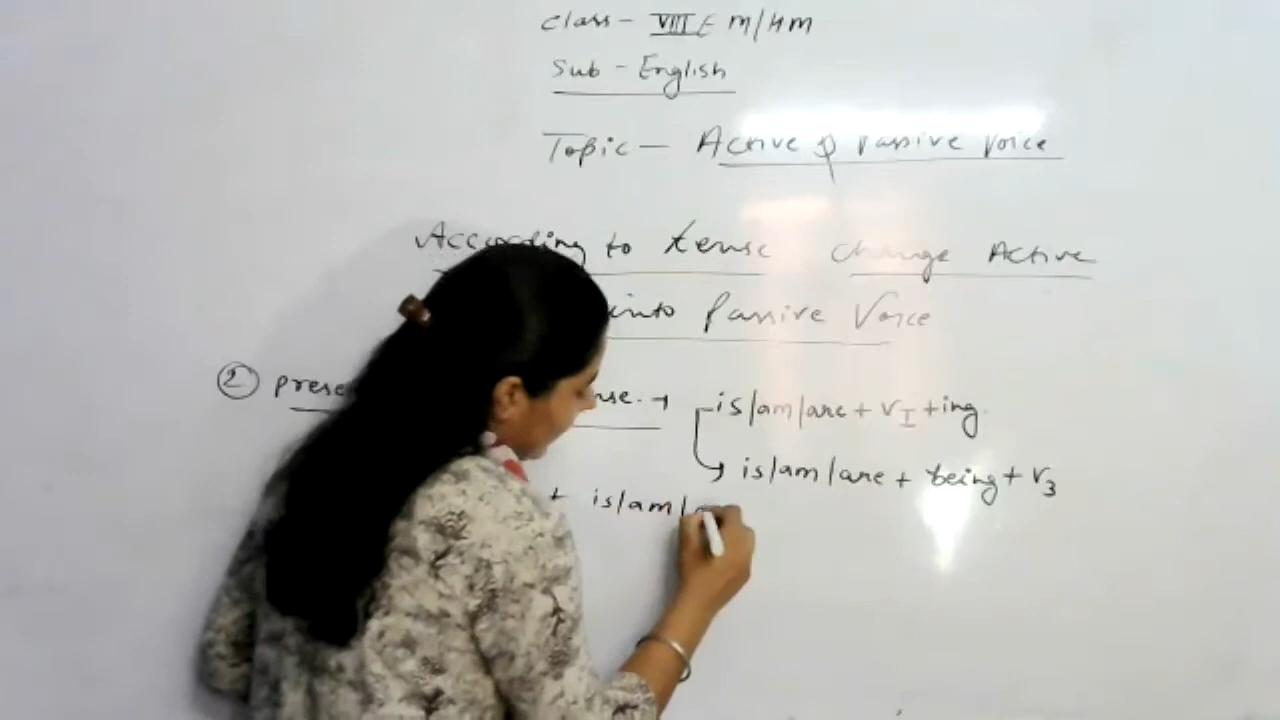 Class - VIII E M/HM
Sub - English
Topic - Active & Passive Voice
According to tense change Active
into Passive Voice
② prese nse. → is/am/are + V I + ing
→ is/am/are + being + V3
+ is/am/